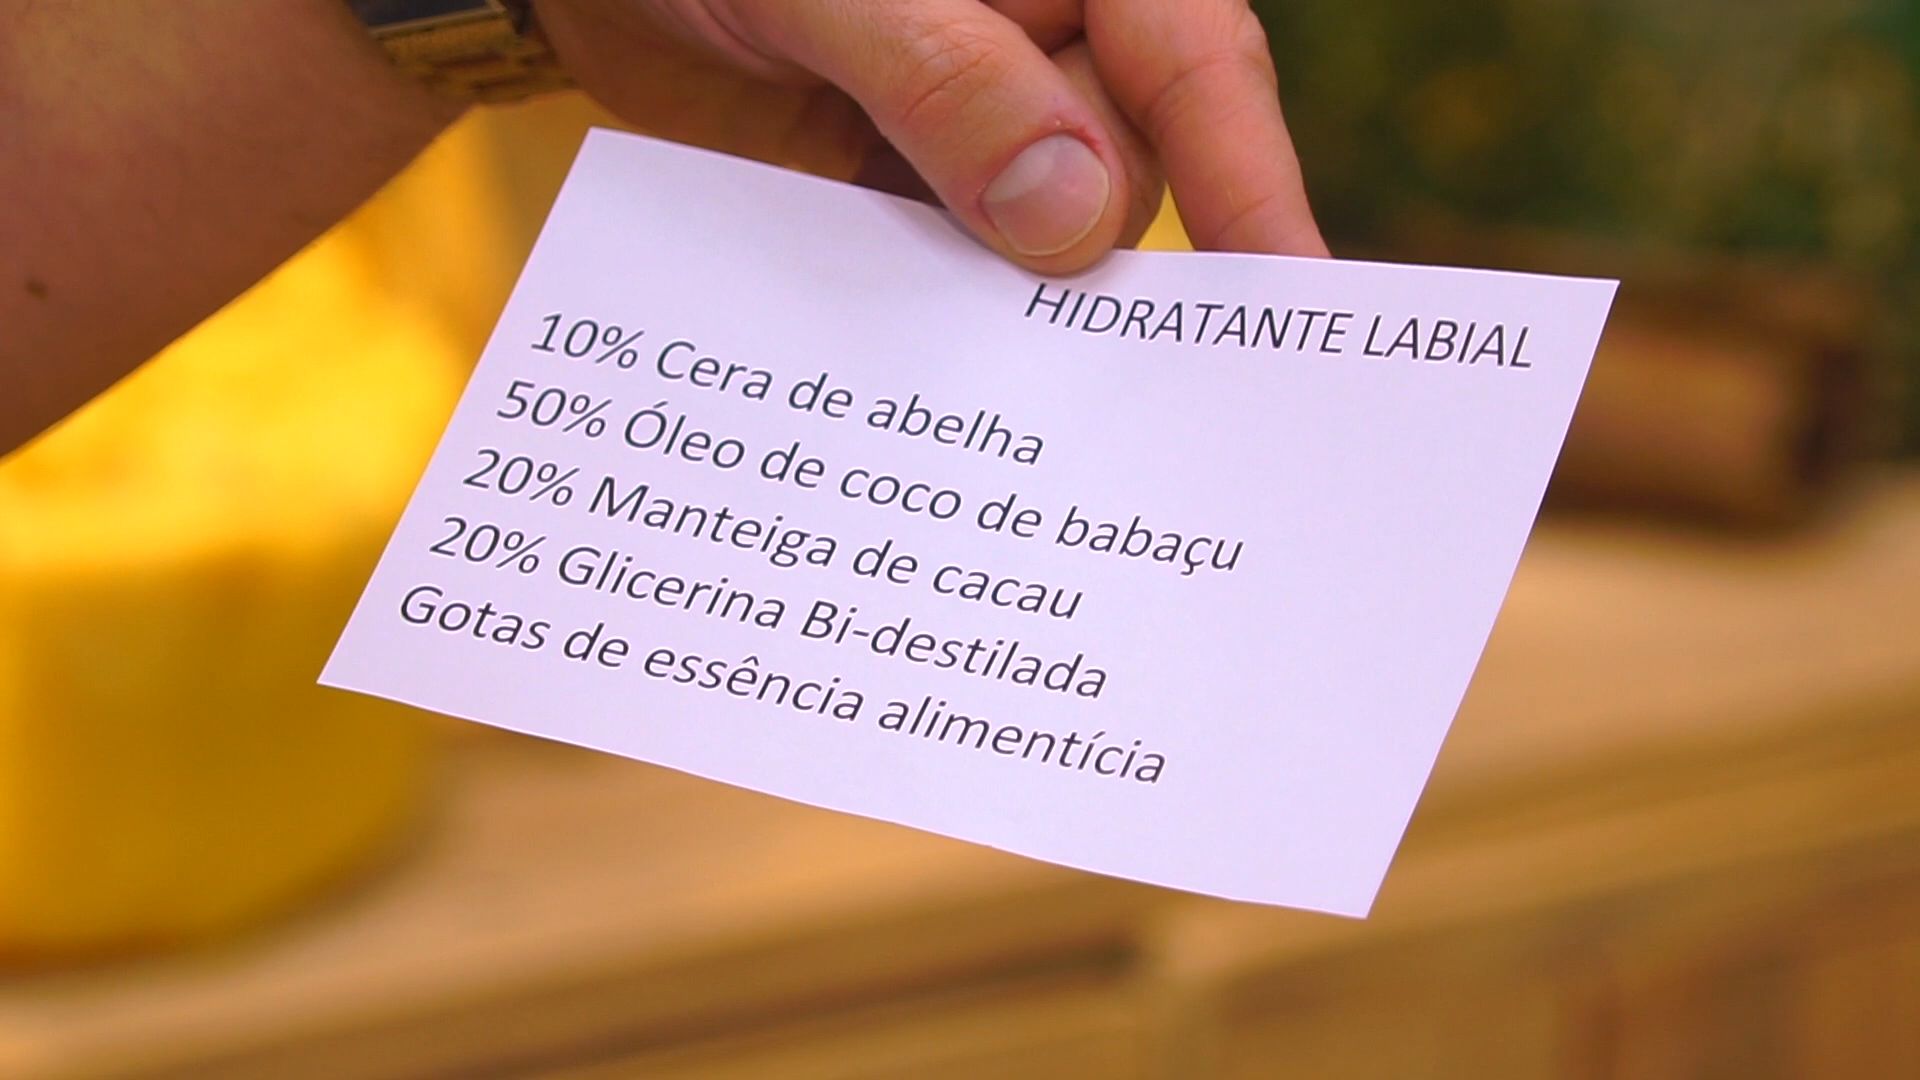 HIDRATANTE LABIAL
10% Cera de abelha
50% Óleo de coco de babaçu
20% Manteiga de cacau
20% Glicerina Bi-destilada
Gotas de essência alimentícia